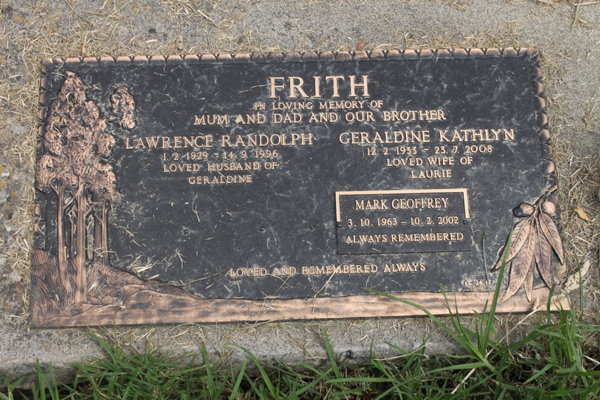 FRITH
IN LOVING MEMORY OF
MUM AND DAD AND OUR BROTHER
LAWRENCE RANDOLPH
1. 2. 1929 - 14. 9. 1996
LOVED HUSBAND OF
GERALDINE
GERALDINE KATHLYN
12. 2. 1933 - 23. 7. 2008
LOVED WIFE OF
LAURIE
MARK GEOFFREY
3. 10. 1963 - 10. 2. 2002
ALWAYS REMEMBERED
LOVED AND REMEMBERED ALWAYS